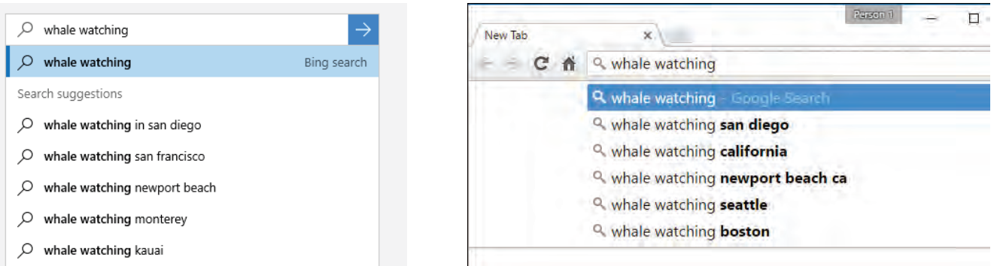 whale watching
whale watching Bing search
Search suggestions
whale watching in san diego
whale watching san francisco
whale watching newport beach
whale watching monterey
whale watching kauai
Person 1
New Tab
whale watching
whale watching - Google Search
whale watching san diego
whale watching california
whale watching newport beach ca
whale watching seattle
whale watching boston